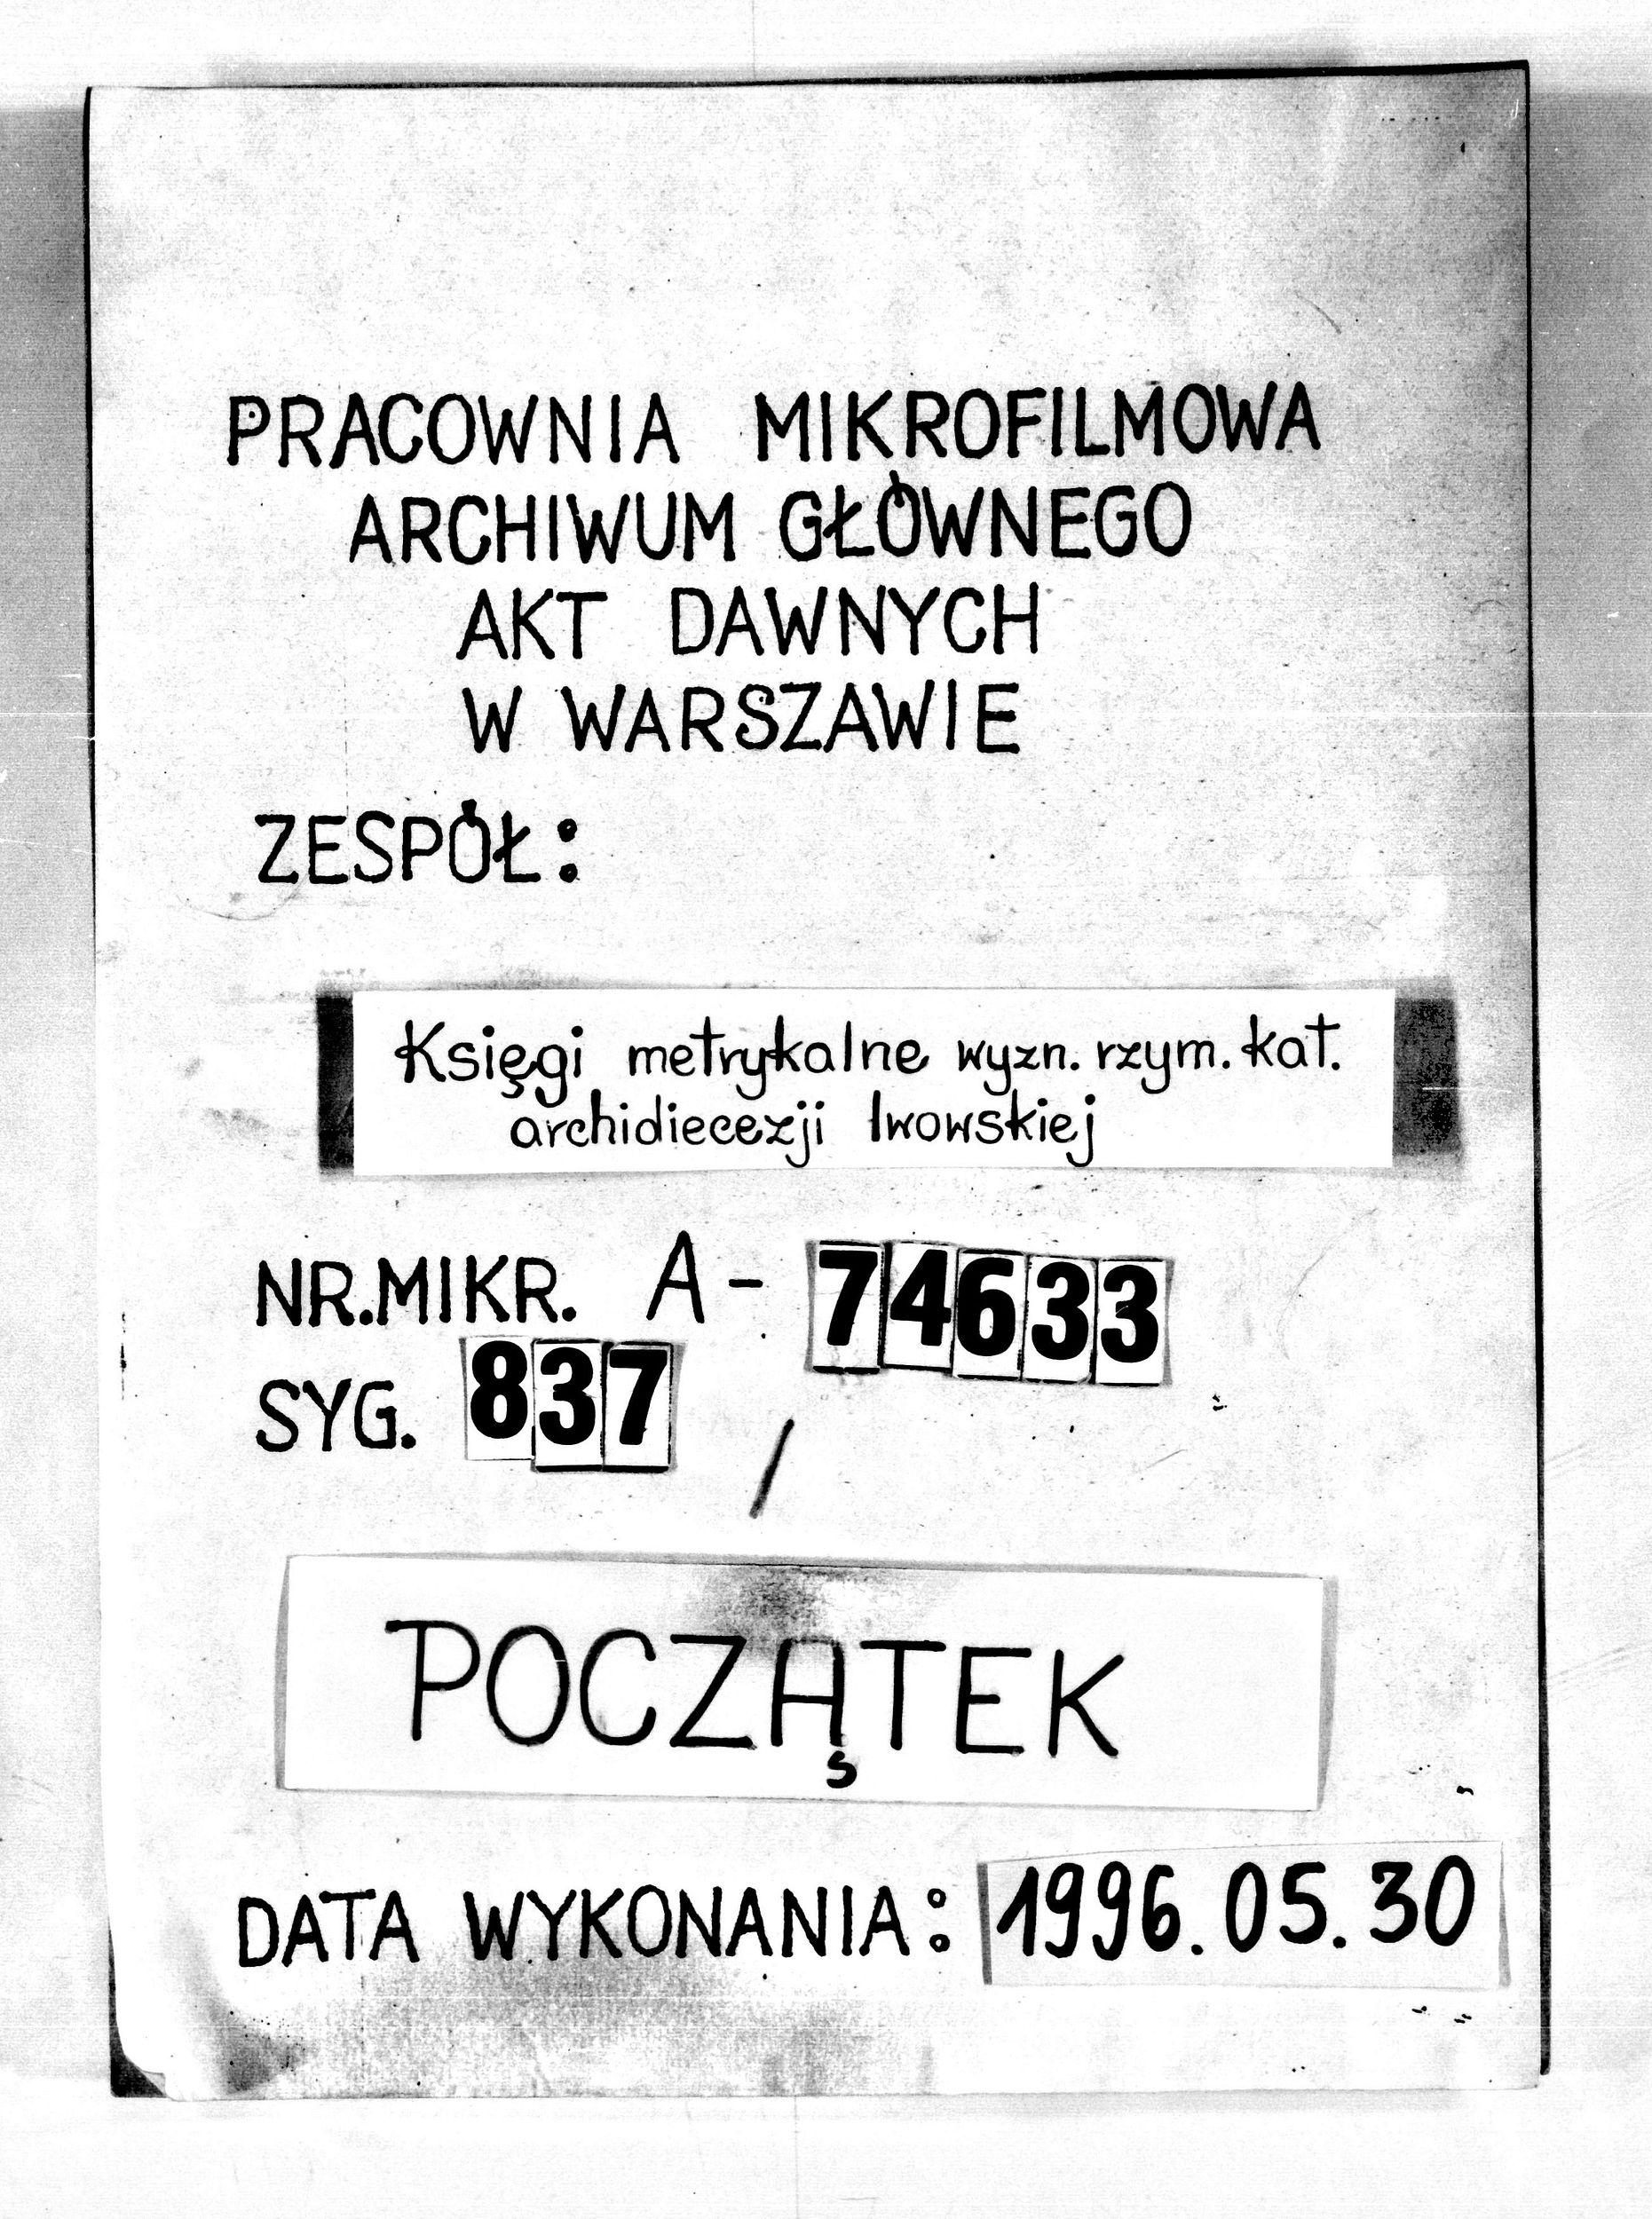 PRACOWNIA MIKROFILMOWA
ARCHIWUM GŁÓWNEGO
AKT DAWNYCH
W WARSZAWIE
ZESPÓŁ:
Księgi metrykalne wyzn. rzym. kat.
archidiecezji lwowskiej
NR.MIKR. A-74633
SYG. 837 /
POCZĄTEK
DATA WYKONANIA: 1996.05.30